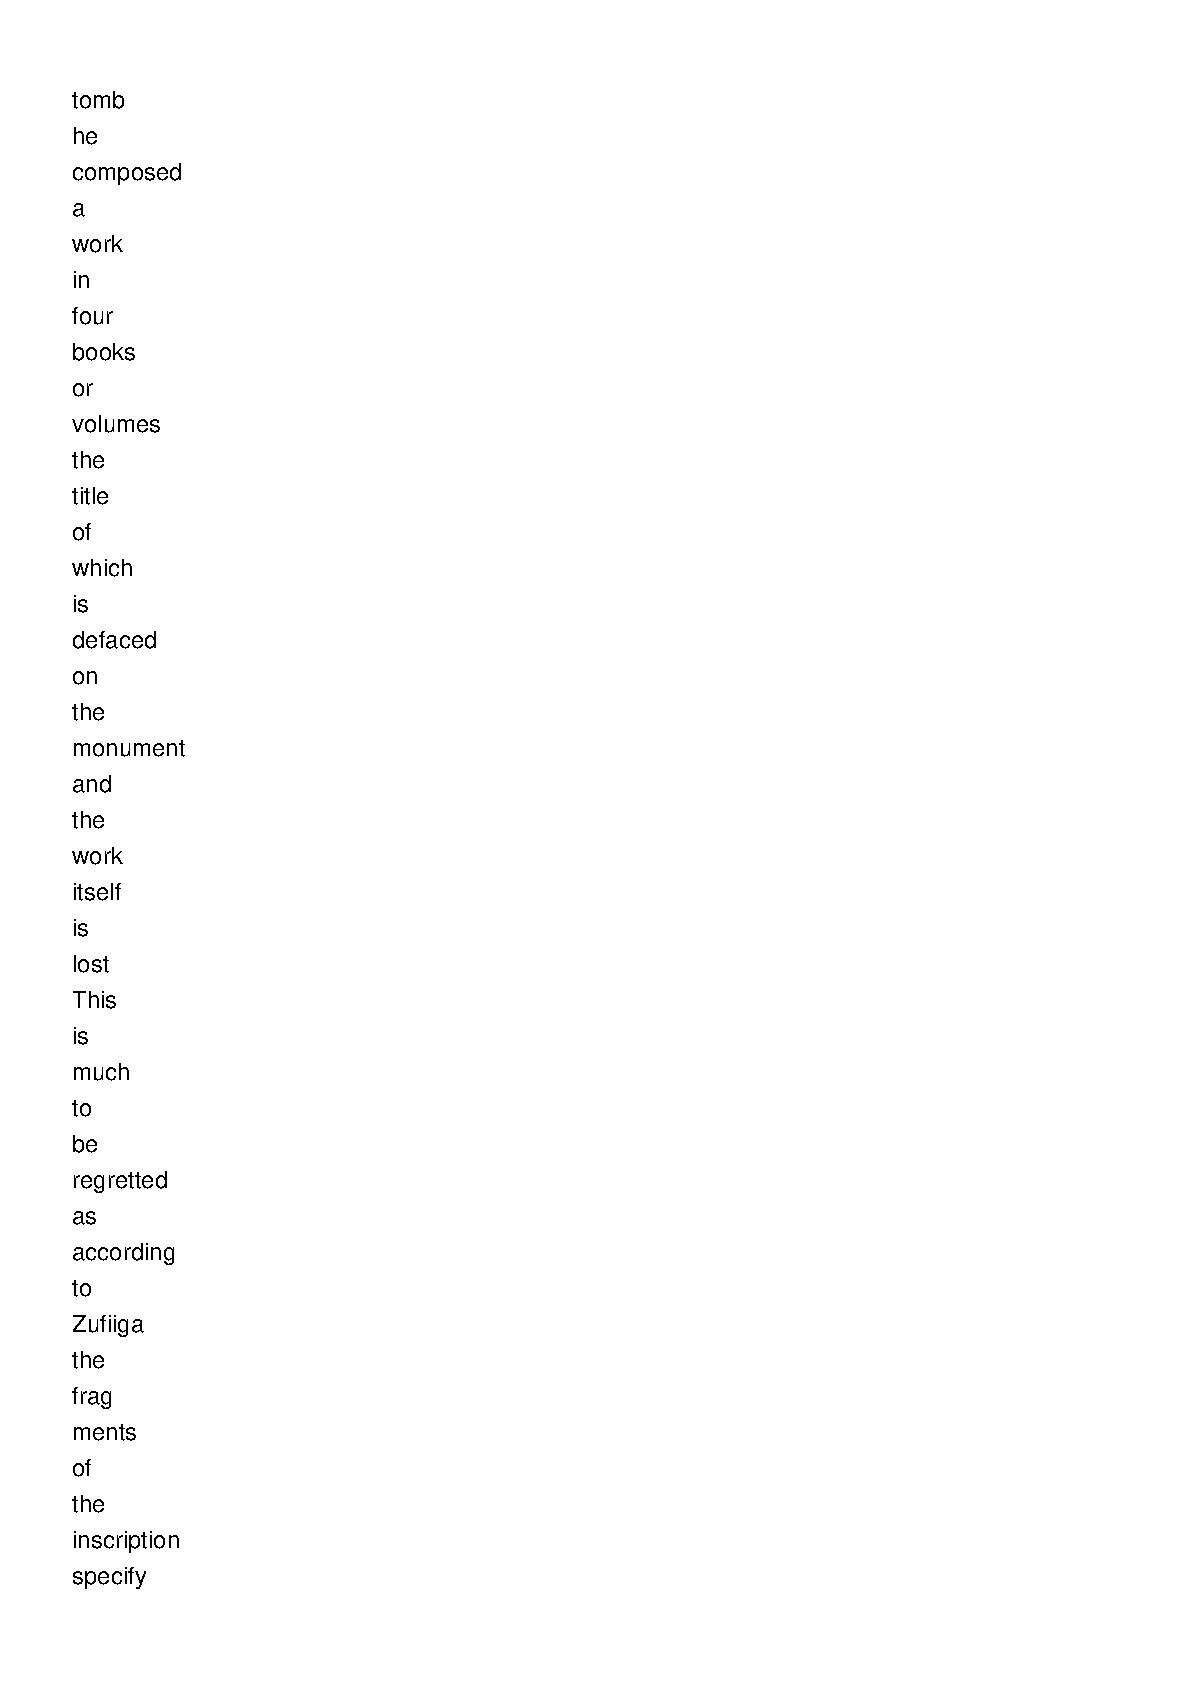 tomb
he
composed
a
work
in
four
books
or
volumes
the
title
of
which
is
defaced
on
the
monument
and
the
work
itself
is
lost
This
is
much
to
be
regretted
as
according
to
Zufiiga
the
frag
ments
of
the
inscription
specify